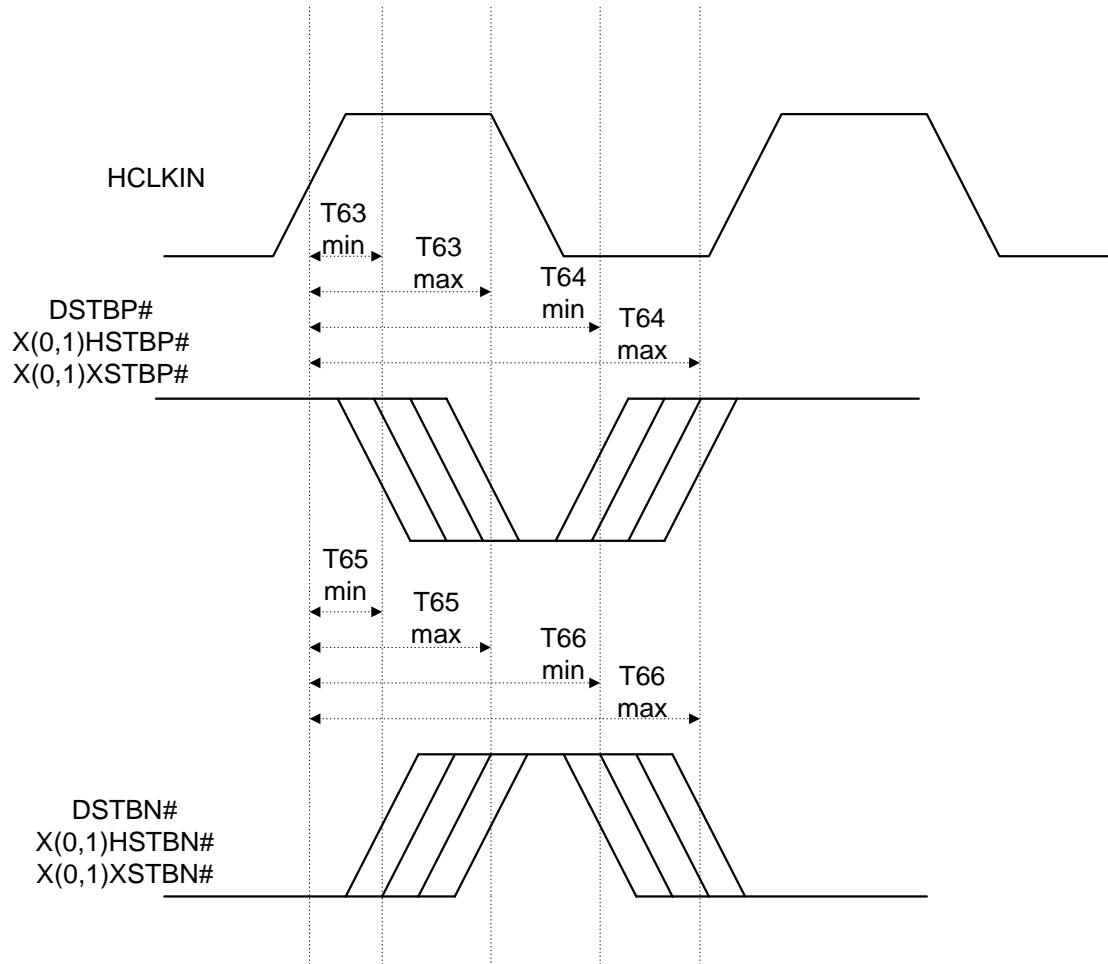 HCLKIN
T63
min
T63
max
T64
min
T64
max
DSTBP#
X(0,1)HSTBP#
X(0,1)XSTBP#
T65
min
T65
max
T66
min
T66
max
DSTBN#
X(0,1)HSTBN#
X(0,1)XSTBN#